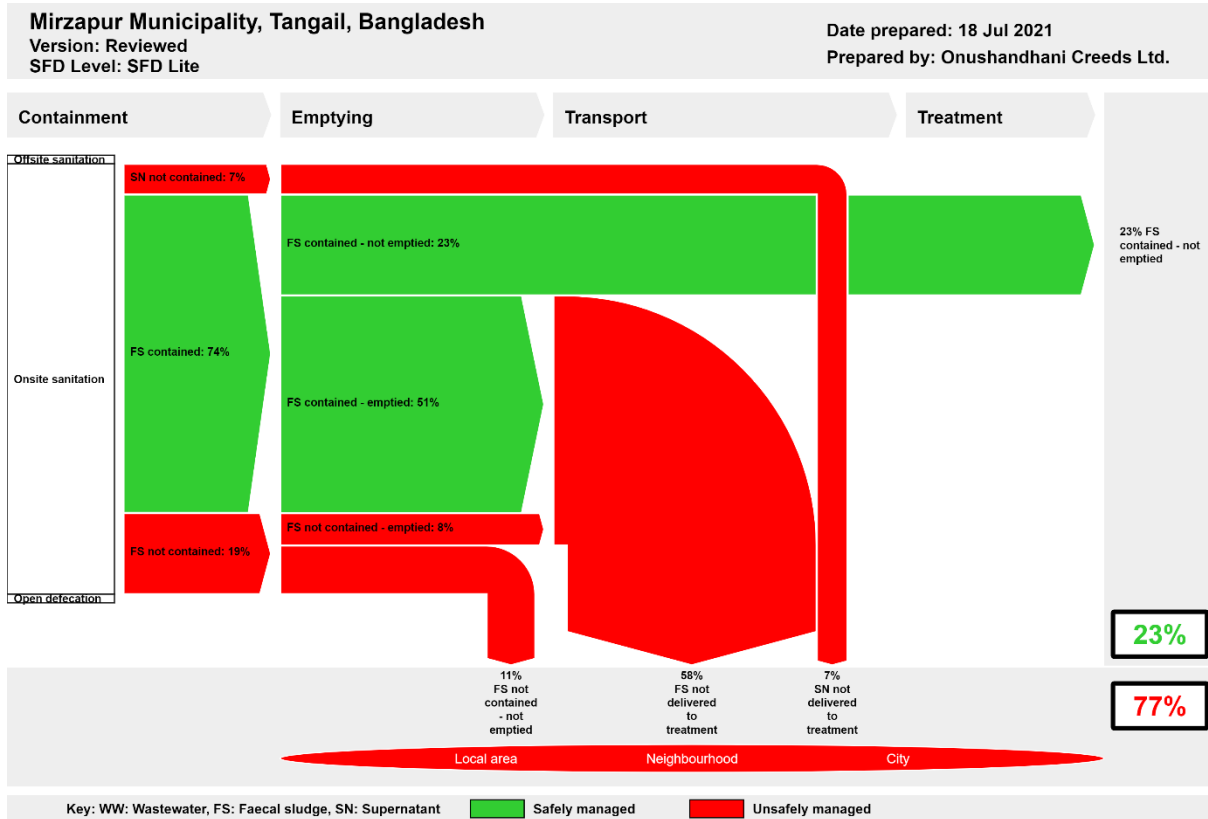 Mirzapur Municipality, Tangail, Bangladesh
Version: Reviewed
SFD Level: SFD Lite
Date prepared: 18 Jul 2021
Prepared by: Onushandhani Creeds Ltd.
Containment
Emptying
Transport
Treatment
Offsite sanitation
SN not contained: 7%
FS contained - not emptied: 23%
23% FS
contained - not
emptied
FS contained: 74%
Onsite sanitation
FS contained - emptied: 51%
FS not contained - emptied: 8%
FS not contained: 19%
Open defecation
23%
11%
FS not
contained
- not
emptied
58%
FS not
delivered
to
treatment
7%
SN not
delivered
to
treatment
77%
Local area
Neighbourhood
City
Key: WW: Wastewater, FS: Faecal sludge, SN: Supernatant
Safely managed
Unsafely managed